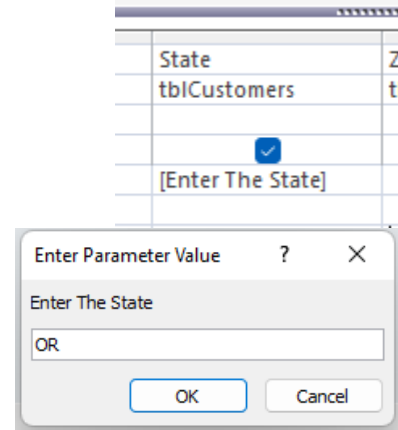 State
Z
tblCustomers
t
[Enter The State]
Enter Parameter Value ?
Enter The State
OR
OK Cancel